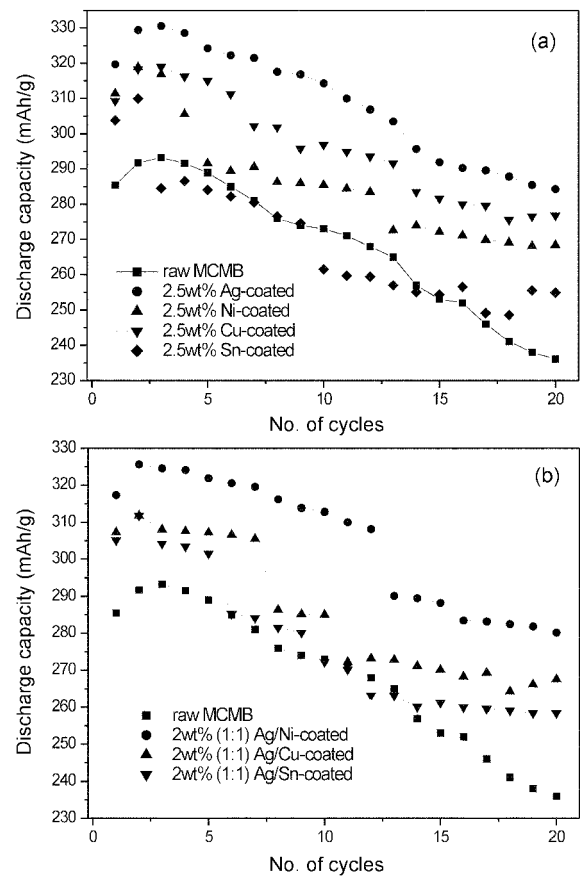 (a)
Discharge capacity (mAh/g)
330
320
310
300
290
280
270
260
250
240
230
raw MCMB
2.5wt% Ag-coated
2.5wt% Ni-coated
2.5wt% Cu-coated
2.5wt% Sn-coated
0 5 10 15 20
No. of cycles
(b)
Discharge capacity (mAh/g)
330
320
310
300
290
280
270
260
250
240
230
raw MCMB
2wt% (1:1) Ag/Ni-coated
2wt% (1:1) Ag/Cu-coated
2wt% (1:1) Ag/Sn-coated
0 5 10 15 20
No. of cycles